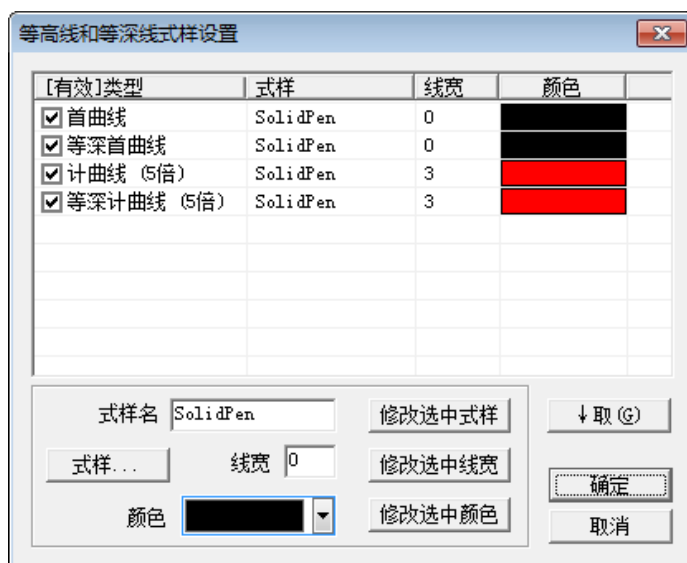 等高线和等深线式样设置
[有效]类型 式样 线宽 颜色
首曲线 SolidPen 0
等深首曲线 SolidPen 0
计曲线 (5倍) SolidPen 3
等深计曲线 (5倍) SolidPen 3
式样名 SolidPen 修改选中式样 ↓取(G)
式样... 线宽 0 修改选中线宽 确定
颜色 修改选中颜色 取消